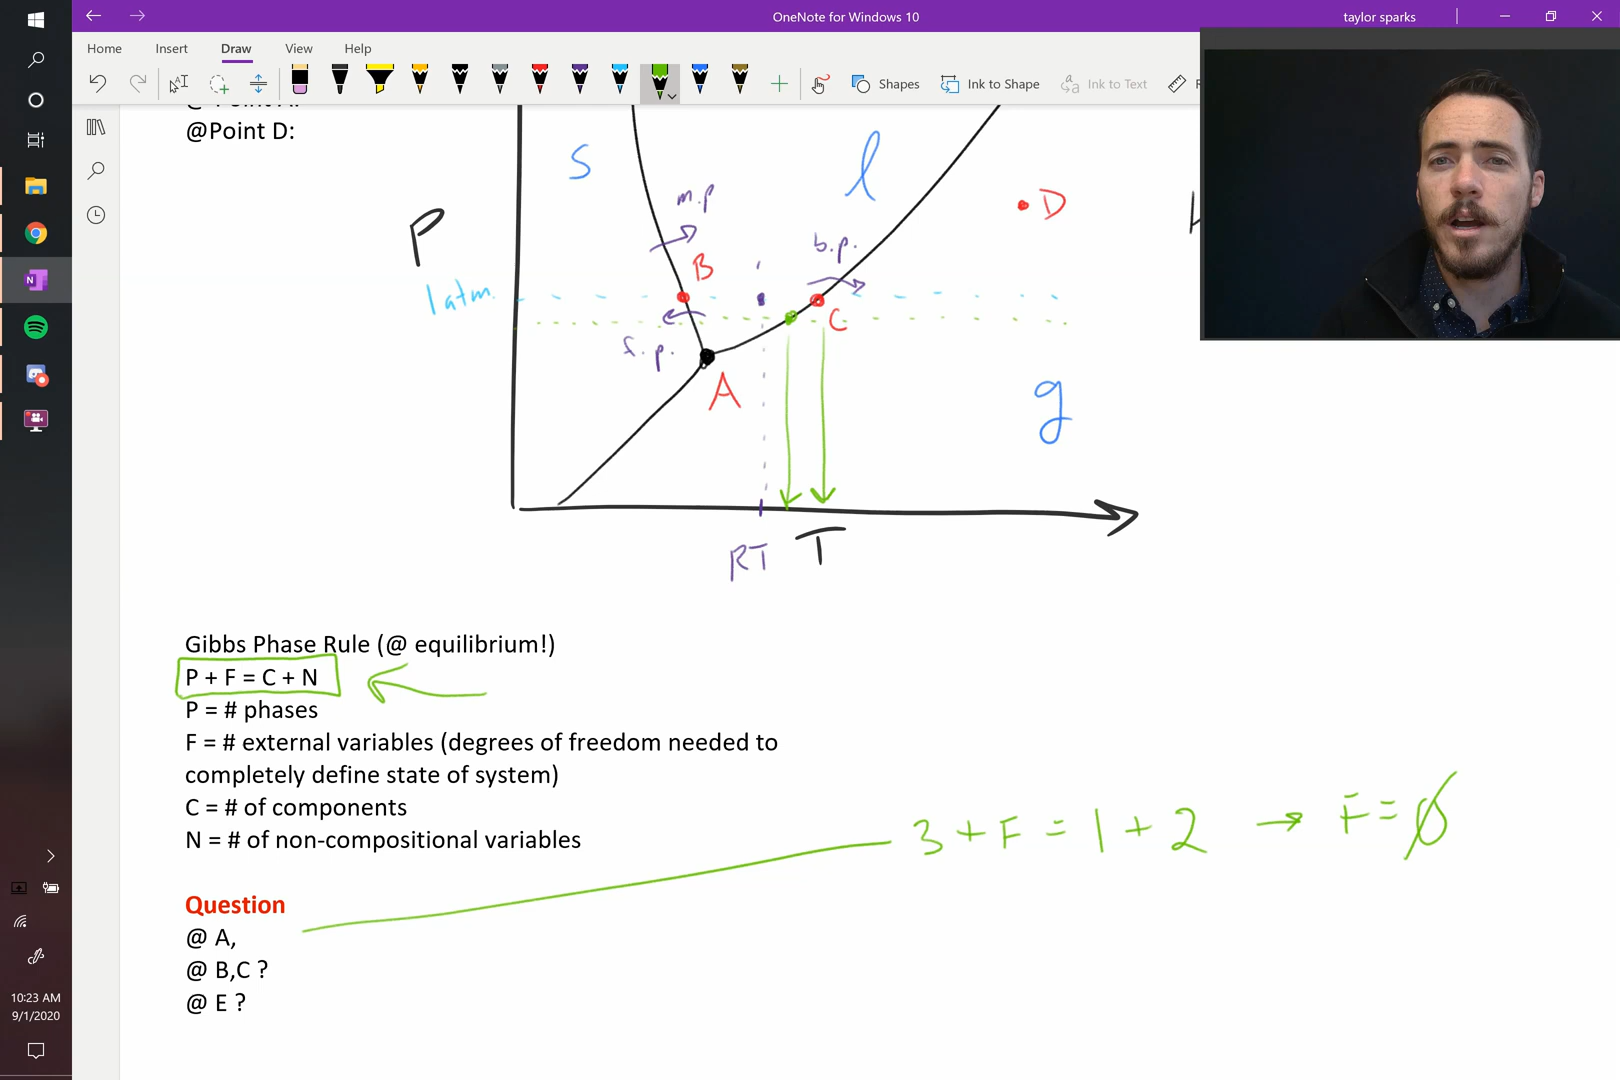 OneNote for Windows 10
taylor sparks
Home Insert Draw View Help
Shapes
Ink to Shape
Ink to Text
@Point D:
s
l
m.p
P
D
b.p.
B
1 atm.
C
f.p.
A
g
RT
T
Gibbs Phase Rule (@ equilibrium!)
P + F = C + N
P = # phases
F = # external variables (degrees of freedom needed to
completely define state of system)
C = # of components
N = # of non-compositional variables
3 + F = 1 + 2 → F = 0
Question
@ A,
@ B,C ?
@ E ?
10:23 AM
9/1/2020